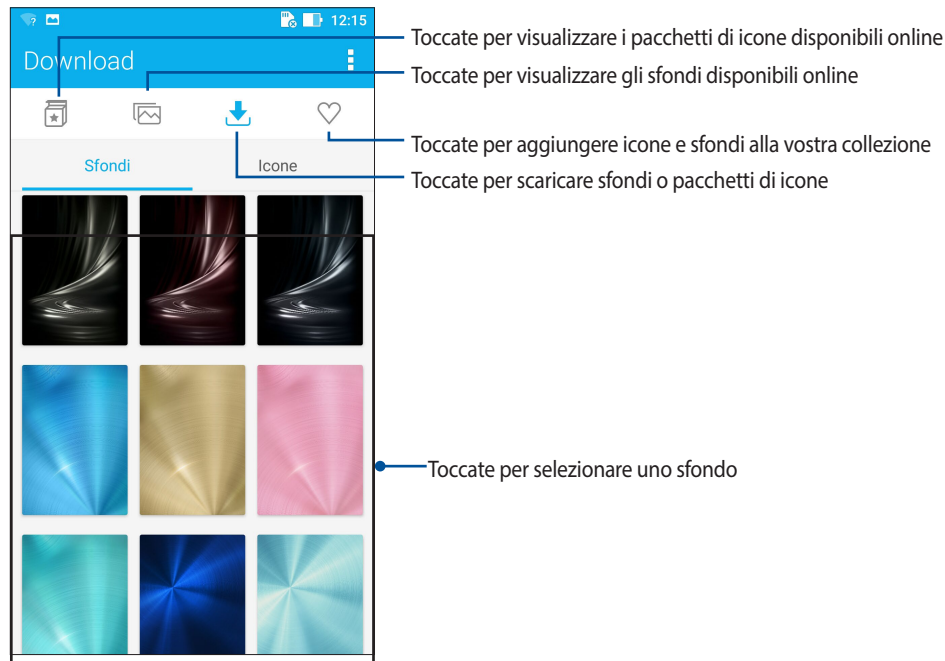 12:15
Download
Toccate per visualizzare i pacchetti di icone disponibili online
Toccate per visualizzare gli sfondi disponibili online
Toccate per aggiungere icone e sfondi alla vostra collezione
Toccate per scaricare sfondi o pacchetti di icone
Sfondi
Icone
Toccate per selezionare uno sfondo